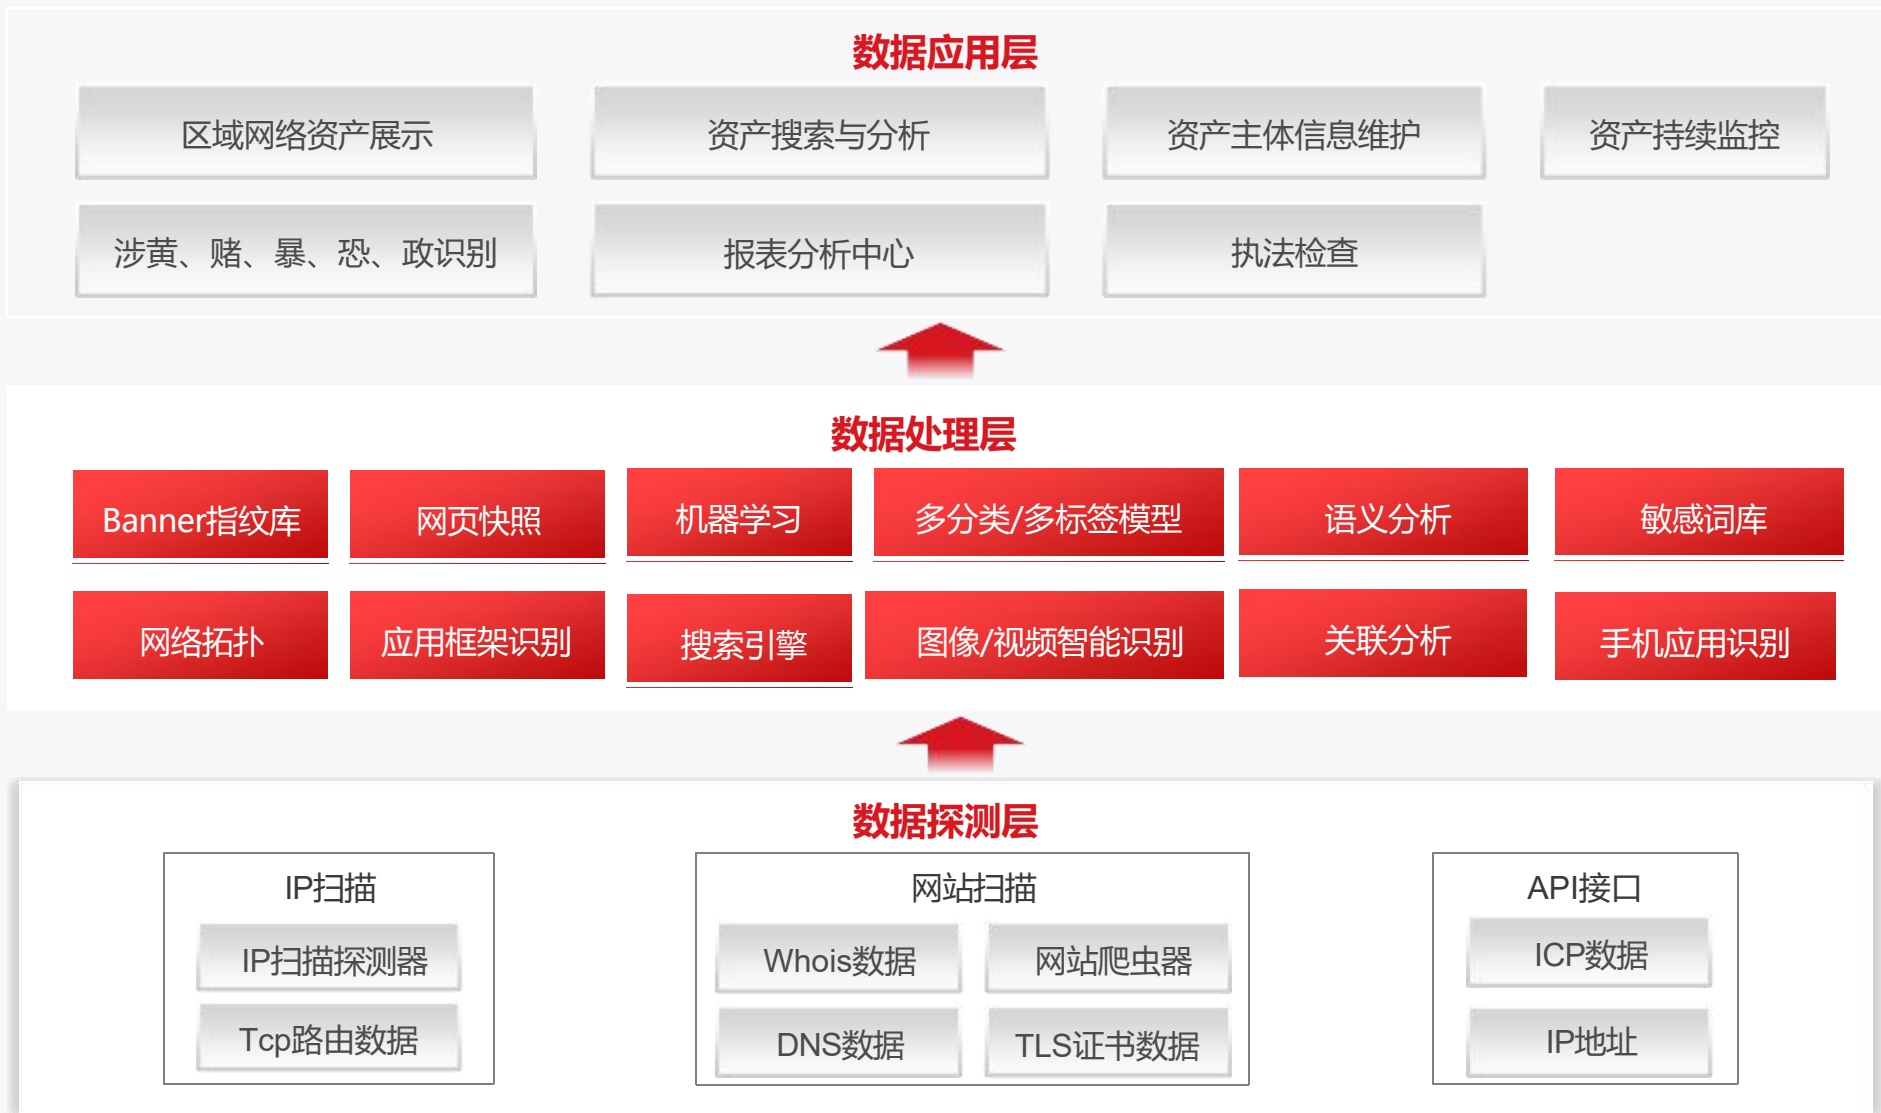 数据应用层
区域网络资产展示
资产搜索与分析
资产主体信息维护
资产持续监控
涉黄、赌、暴、恐、政识别
报表分析中心
执法检查
数据处理层
Banner指纹库
网页快照
机器学习
多分类/多标签模型
语义分析
敏感词库
网络拓扑
应用框架识别
搜索引擎
图像/视频智能识别
关联分析
手机应用识别
数据探测层
IP扫描
IP扫描探测器
Tcp路由数据
网站扫描
Whois数据
网站爬虫器
DNS数据
TLS证书数据
API接口
ICP数据
IP地址